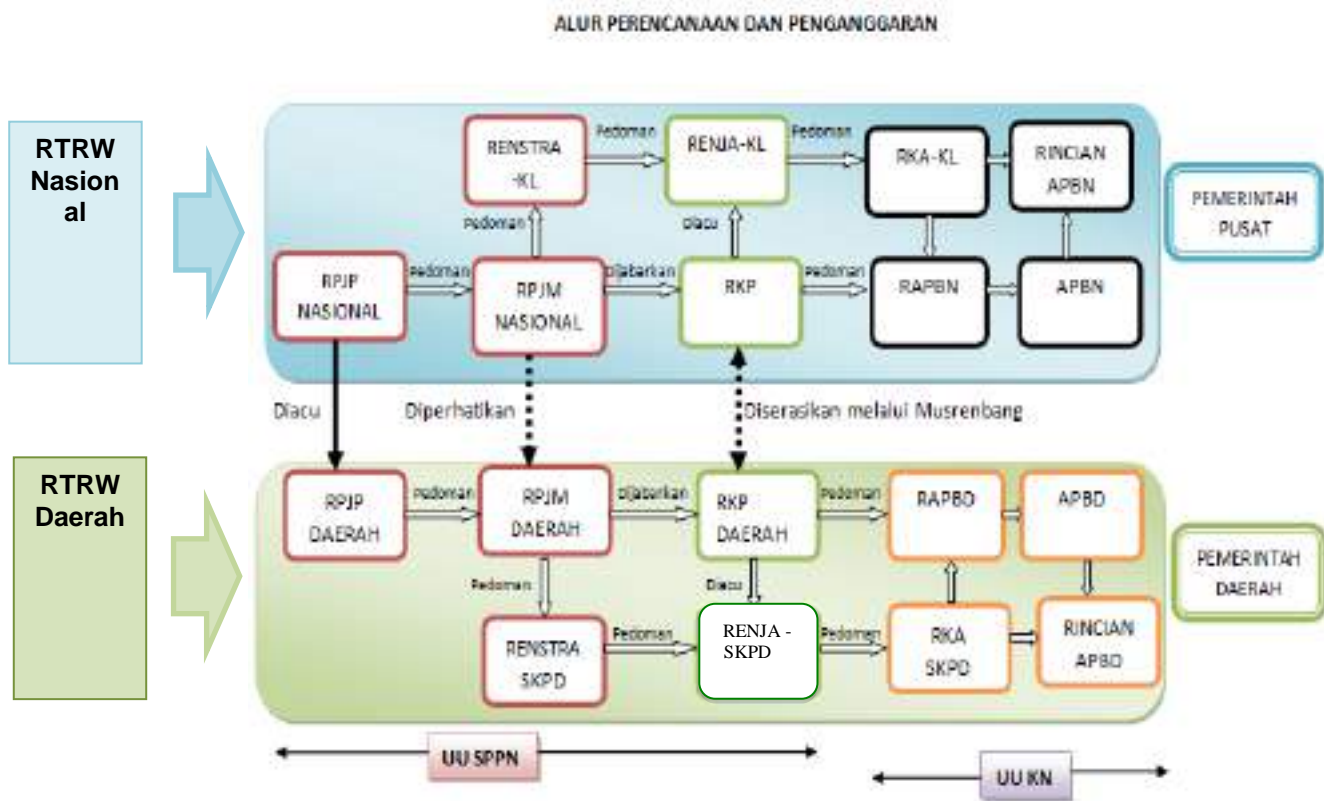 ALUR PERENCANAAN DAN PENGANGGARAN
RTRW
Nasion
al
RENSTRA
-KL
Pedoman
RENJA-KL
Pedoman
RKA-KL
RINCIAN
APBN
PEMERINTAH
PUSAT
Pedoman
Diacu
RPJP
NASIONAL
Pedoman
RPJM
NASIONAL
Dijabarkan
RKP
Pedoman
RAPBN
APBN
Diacu
Diperhatikan
Diserasikan melalui Musrenbang
RTRW
Daerah
RPJP
DAERAH
Pedoman
RPJM
DAERAH
Dijabarkan
RKP
DAERAH
Pedoman
RAPBD
APBD
PEMERINTAH
DAERAH
Pedoman
Diacu
RENSTRA
SKPD
Pedoman
RENJA -
SKPD
Pedoman
RKA
SKPD
RINCIAN
APBD
UU SPPN
UU KN